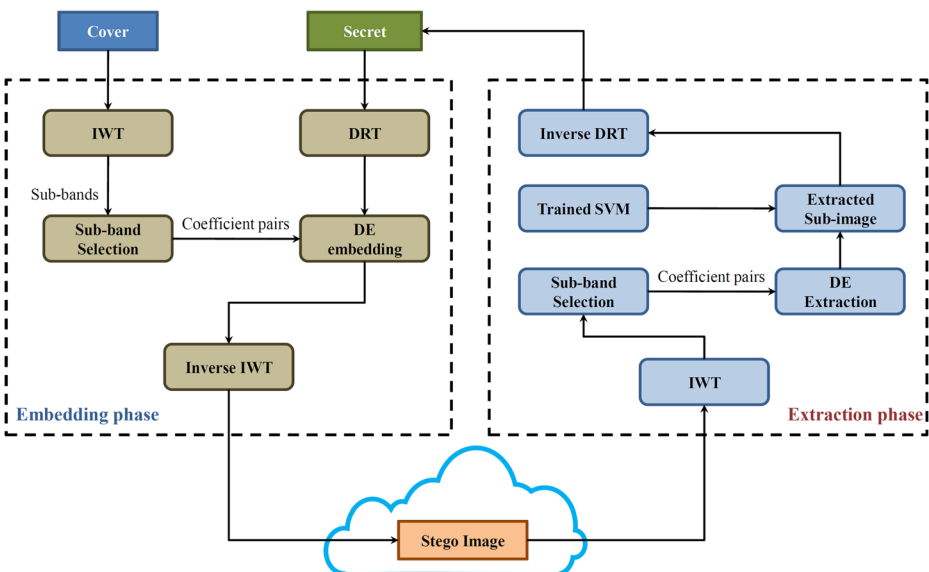 Cover
Secret
IWT
DRT
Inverse DRT
Sub-bands
Trained SVM
Extracted
Sub-image
Sub-band
Selection
Coefficient pairs
DE
embedding
Sub-band
Selection
Coefficient pairs
DE
Extraction
Inverse IWT
IWT
Embedding phase
Extraction phase
Stego Image